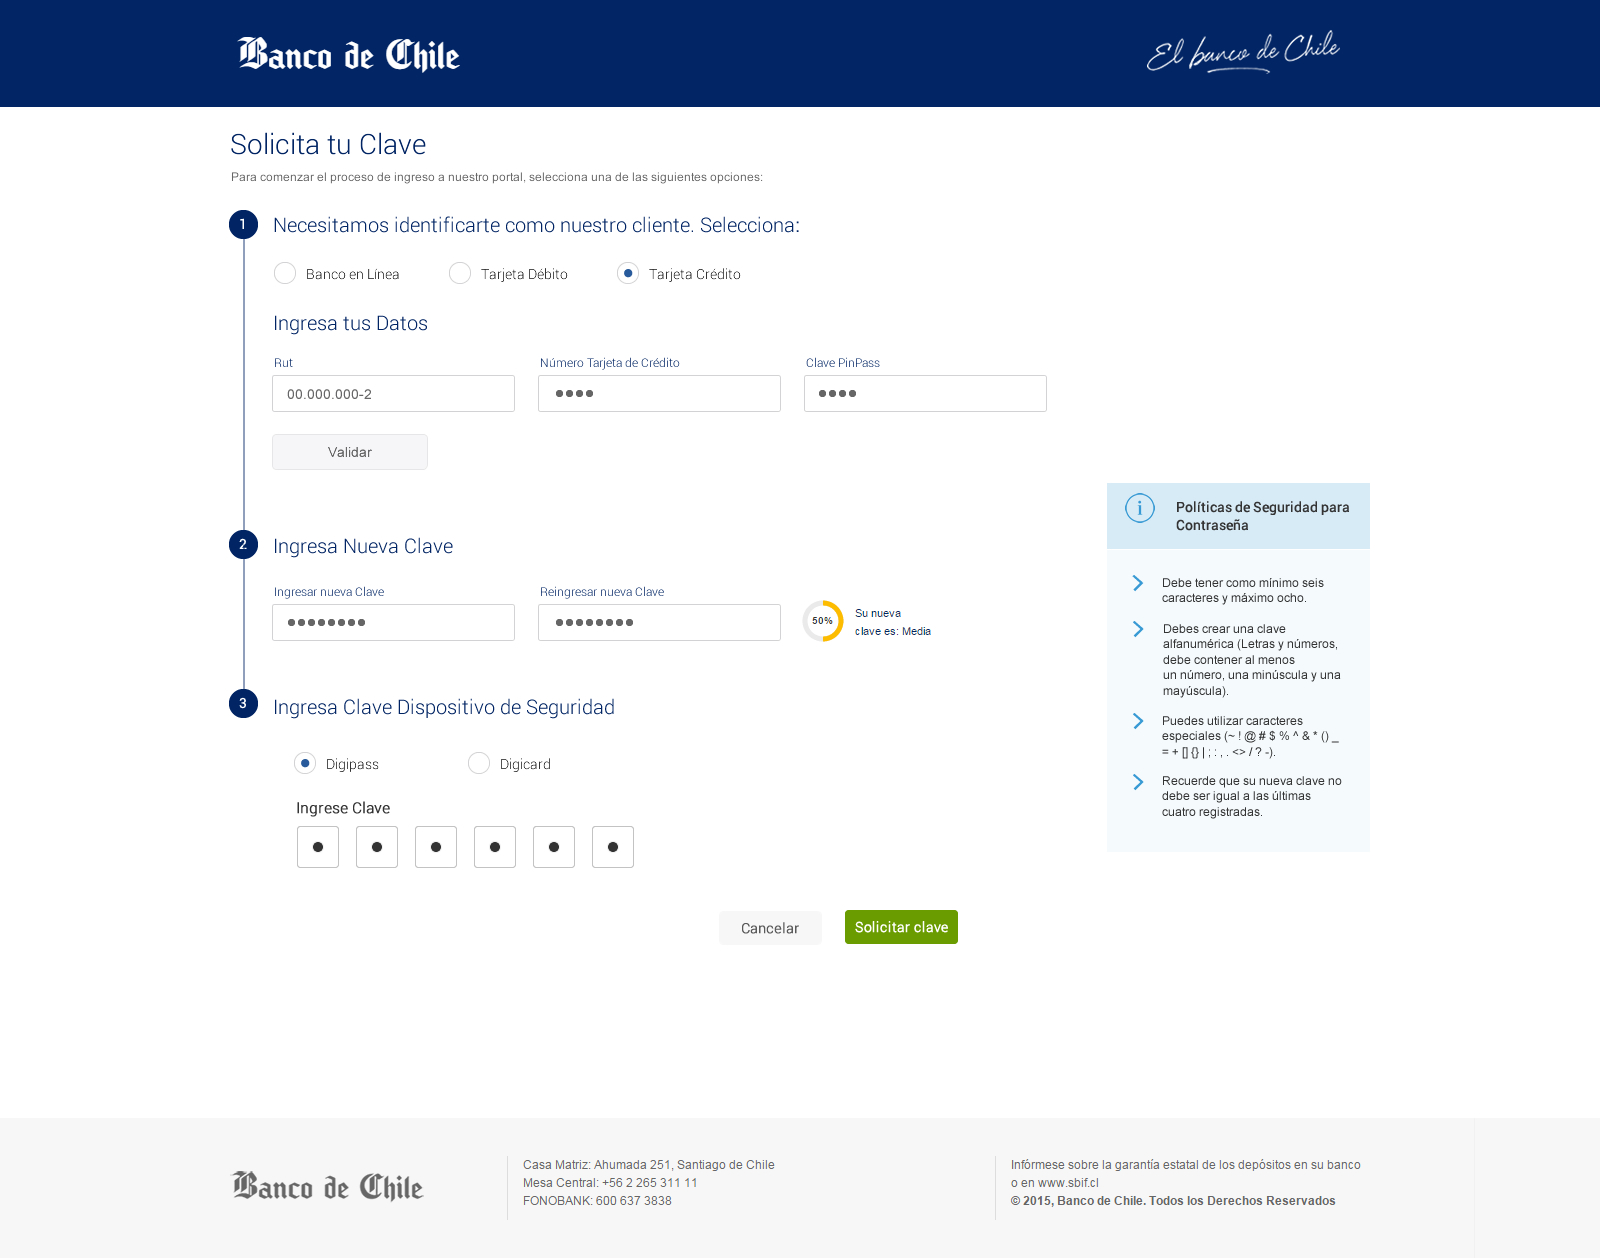 Banco de Chile
El banco de Chile
Solicita tu Clave
Para comenzar el proceso de ingreso a nuestro portal, selecciona una de las siguientes opciones:
1 Necesitamos identificarte como nuestro cliente. Selecciona:
Banco en Línea Tarjeta Débito Tarjeta Crédito
Ingresa tus Datos
Rut Número Tarjeta de Crédito Clave PinPass
00.000.000-2 ●●●● ●●●●
Validar
2 Ingresa Nueva Clave
Ingresar nueva Clave Reingresar nueva Clave
●●●●●●●● ●●●●●●●●
50%
Su nueva
clave es: Media
3 Ingresa Clave Dispositivo de Seguridad
Digipass Digicard
Ingrese Clave
● ● ● ● ● ●
Cancelar Solicitar clave
i
Políticas de Seguridad para
Contraseña
Debe tener como mínimo seis
caracteres y máximo ocho.
Debes crear una clave
alfanumérica (Letras y números,
debe contener al menos
un número, una minúscula y una
mayúscula).
Puedes utilizar caracteres
especiales (~ ! @ # $ % ^ & * () _
= + [] {} | ; : , . <> / ? -).
Recuerde que su nueva clave no
debe ser igual a las últimas
cuatro registradas.
Banco de Chile
Casa Matriz: Ahumada 251, Santiago de Chile
Mesa Central: +56 2 265 311 11
FONOBANK: 600 637 3838
Infórmese sobre la garantía estatal de los depósitos en su banco
o en www.sbif.cl
© 2015, Banco de Chile. Todos los Derechos Reservados